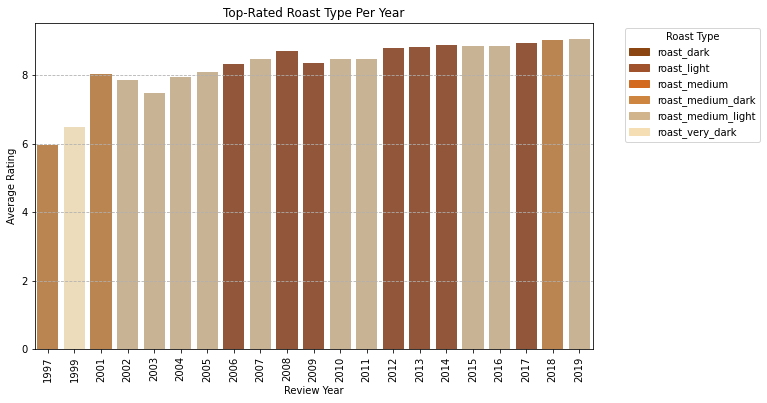 Top-Rated Roast Type Per Year
Roast Type
roast_dark
roast_light
roast_medium
roast_medium_dark
roast_medium_light
roast_very_dark
Average Rating
8
6
4
2
0
1997
1999
2001
2002
2003
2004
2005
2006
2007
2008
2009
2010
2011
2012
2013
2014
2015
2016
2017
2018
2019
Review Year